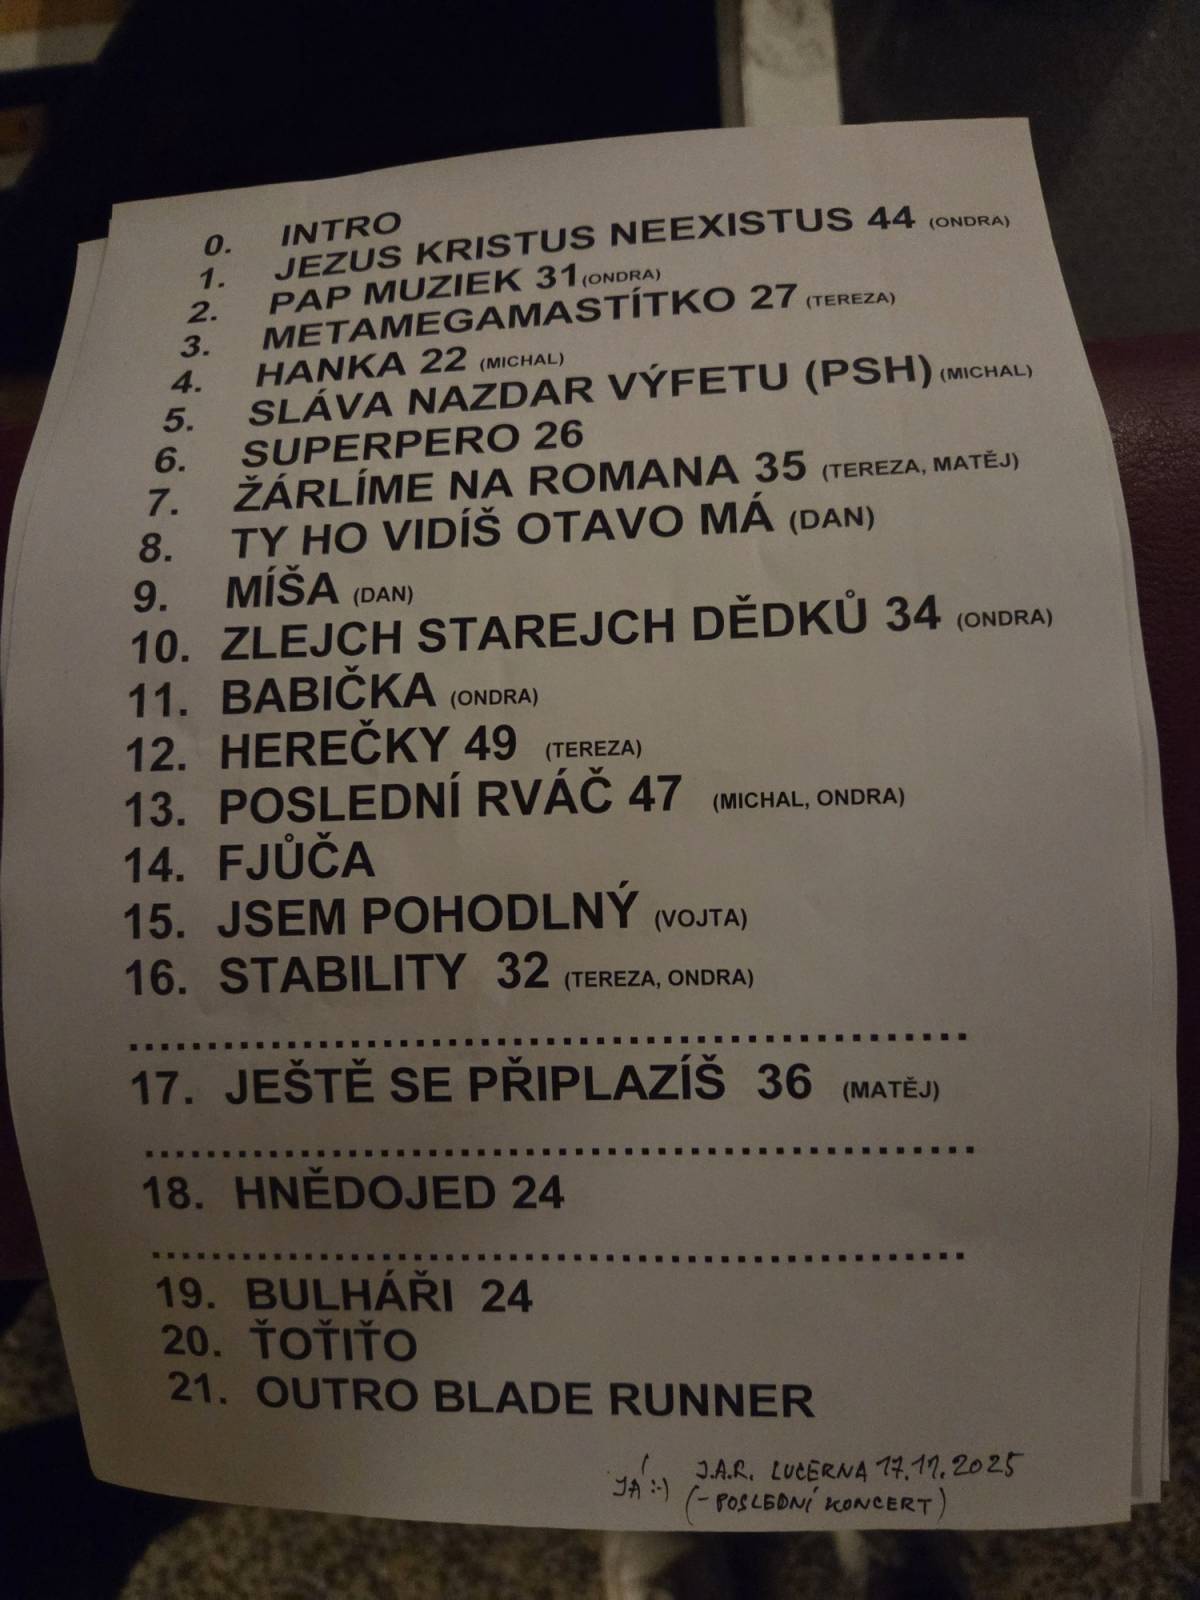 0. INTRO
1. JEZUS KRISTUS NEEXISTUS 44 (ONDRA)
2. PAP MUZIEK 31(ONDRA)
3. METAMEGAMASTÍTKO 27 (TEREZA)
4. HANKA 22 (MICHAL)
5. SLÁVA NAZDAR VÝFETU (PSH) (MICHAL)
6. SUPERPERO 26
7. ŽÁRLÍME NA ROMANA 35 (TEREZA, MATĚJ)
8. TY HO VIDÍŠ OTAVO MÁ (DAN)
9. MÍŠA (DAN)
10. ZLEJCH STAREJCH DĚDKŮ 34 (ONDRA)
11. BABIČKA (ONDRA)
12. HEREČKY 49 (TEREZA)
13. POSLEDNÍ RVÁČ 47 (MICHAL, ONDRA)
14. FJŮČA
15. JSEM POHODLNÝ (VOJTA)
16. STABILITY 32 (TEREZA, ONDRA)
17. JEŠTĚ SE PŘIPLAZÍŠ 36 (MATĚJ)
18. HNĚDOJED 24
19. BULHÁŘI 24
20. ŤOŤIŤO
21. OUTRO BLADE RUNNER
JÁ :-) J.A.R. LUCERNA 17.11.2025
(- POSLEDNÍ KONCERT)